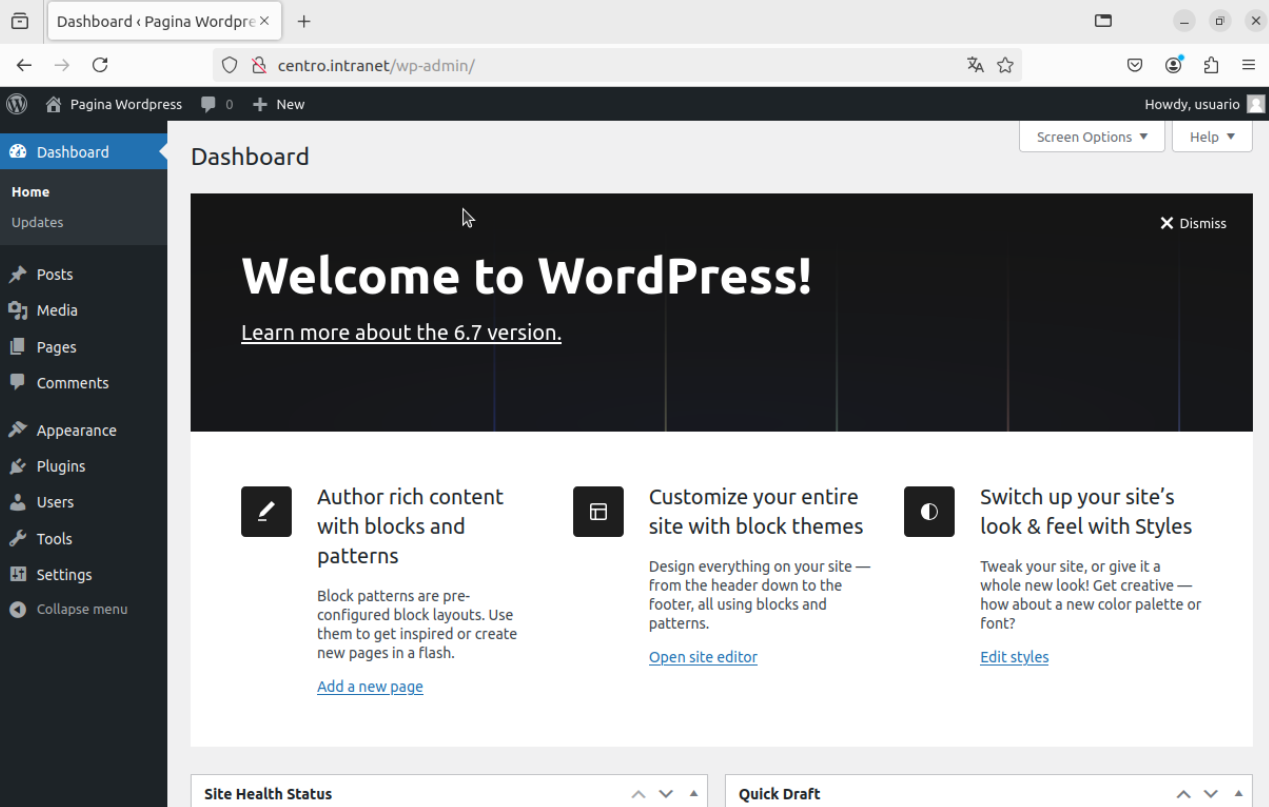 Dashboard ‹ Pagina Wordpre
centro.intranet/wp-admin/
Pagina Wordpress 0 New Howdy, usuario
Screen Options Help
Dashboard
Home
Updates
Posts
Media
Pages
Comments
Appearance
Plugins
Users
Tools
Settings
Collapse menu
Dashboard
Dismiss
Welcome to WordPress!
Learn more about the 6.7 version.
Author rich content
with blocks and
patterns
Block patterns are pre-
configured block layouts. Use
them to get inspired or create
new pages in a flash.
Add a new page
Customize your entire
site with block themes
Design everything on your site —
from the header down to the
footer, all using blocks and
patterns.
Open site editor
Switch up your site’s
look & feel with Styles
Tweak your site, or give it a
whole new look! Get creative —
how about a new color palette or
font?
Edit styles
Site Health Status
Quick Draft